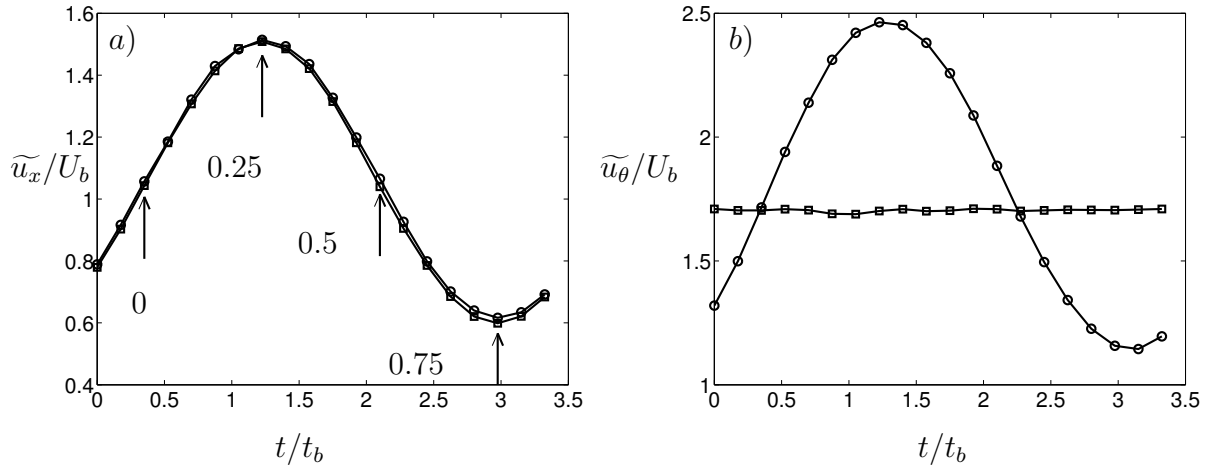 a)
1.6
1.4
1.2
1
0.8
0.6
0.4
$\widetilde{u_x}/U_b$
0
0.25
0.5
0.75
0 0.5 1 1.5 2 2.5 3 3.5
$t/t_b$
b)
2.5
2
1.5
1
$\widetilde{u_\theta}/U_b$
0 0.5 1 1.5 2 2.5 3 3.5
$t/t_b$